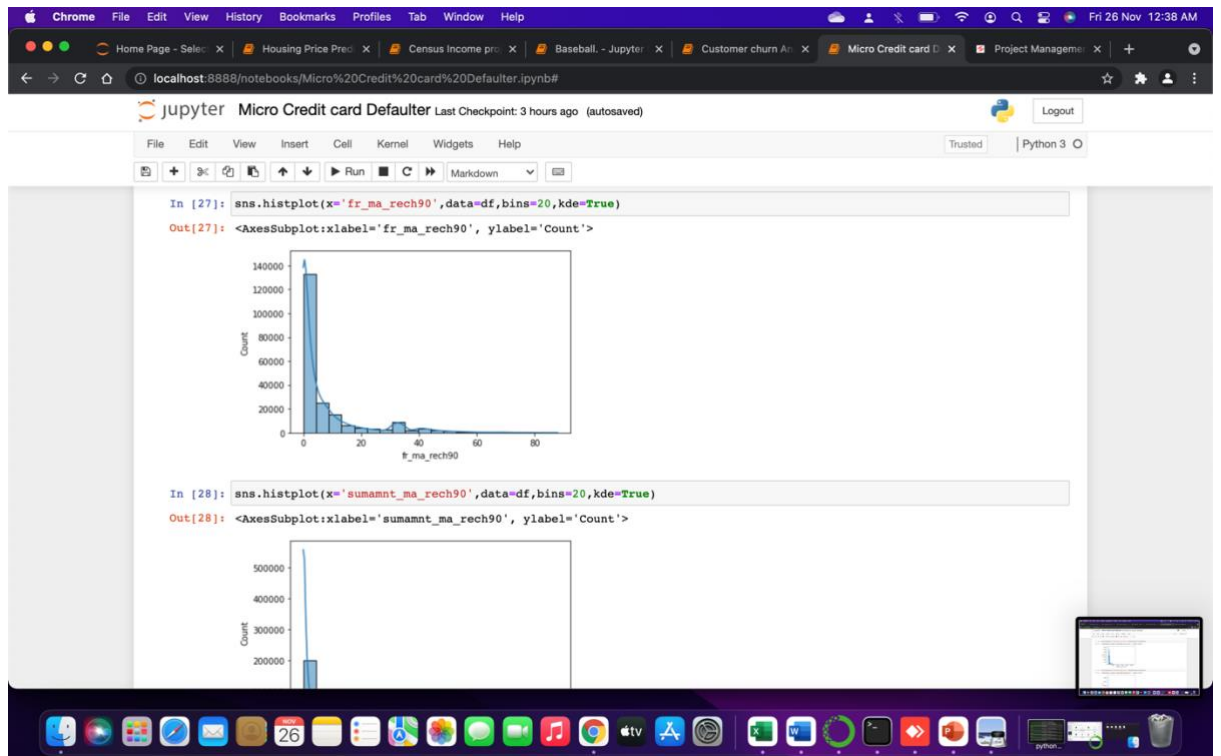 Chrome File Edit View History Bookmarks Profiles Tab Window Help Fri 26 Nov 12:38 AM
Home Page - Selec Housing Price Pred Census Income pro Baseball. - Jupyter Customer churn An Micro Credit card D Project Managemen
localhost:8888/notebooks/Micro%20Credit%20card%20Defaulter.ipynb#
jupyter Micro Credit card Defaulter Last Checkpoint: 3 hours ago (autosaved) Logout
File Edit View Insert Cell Kernel Widgets Help Trusted Python 3
Run Markdown
In [27]: sns.histplot(x='fr_ma_rech90',data=df,bins=20,kde=True)
Out[27]: <AxesSubplot:xlabel='fr_ma_rech90', ylabel='Count'>
140000
120000
100000
80000
60000
40000
20000
0
Count
0 20 40 60 80
fr_ma_rech90
In [28]: sns.histplot(x='sumamnt_ma_rech90',data=df,bins=20,kde=True)
Out[28]: <AxesSubplot:xlabel='sumamnt_ma_rech90', ylabel='Count'>
500000
400000
300000
200000
Count
NOV
26
tv
python...